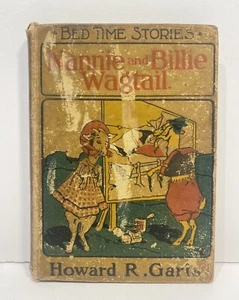 BED TIME STORIES
Nannie and Billie
Wagtail.
Howard R. Garis